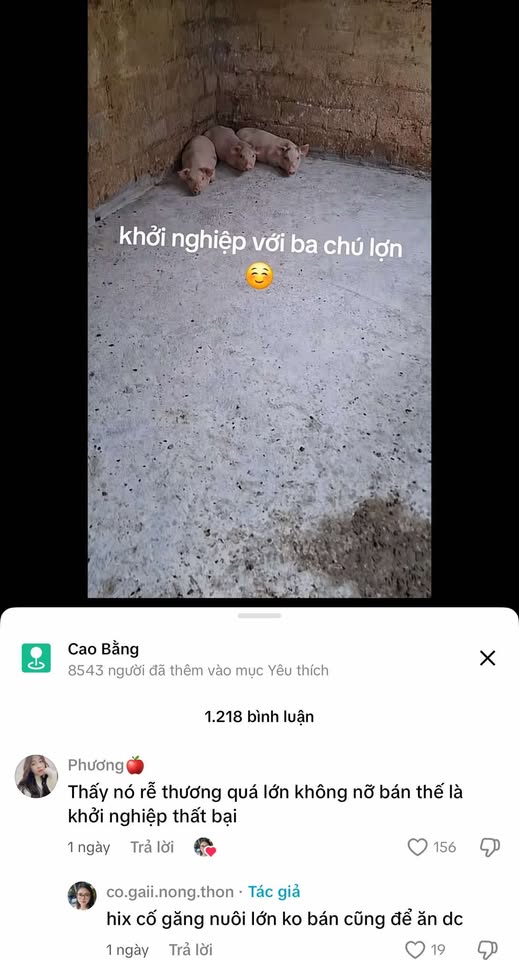 khởi nghiệp với ba chú lợn
☺️
Cao Bằng
8543 người đã thêm vào mục Yêu thích
1.218 bình luận
Phương🍎
Thấy nó rễ thương quá lớn không nỡ bán thế là
khởi nghiệp thất bại
1 ngày Trả lời 156
co.gaii.nong.thon · Tác giả
hix cố găng nuôi lớn ko bán cũng để ăn dc
1 ngày Trả lời 19